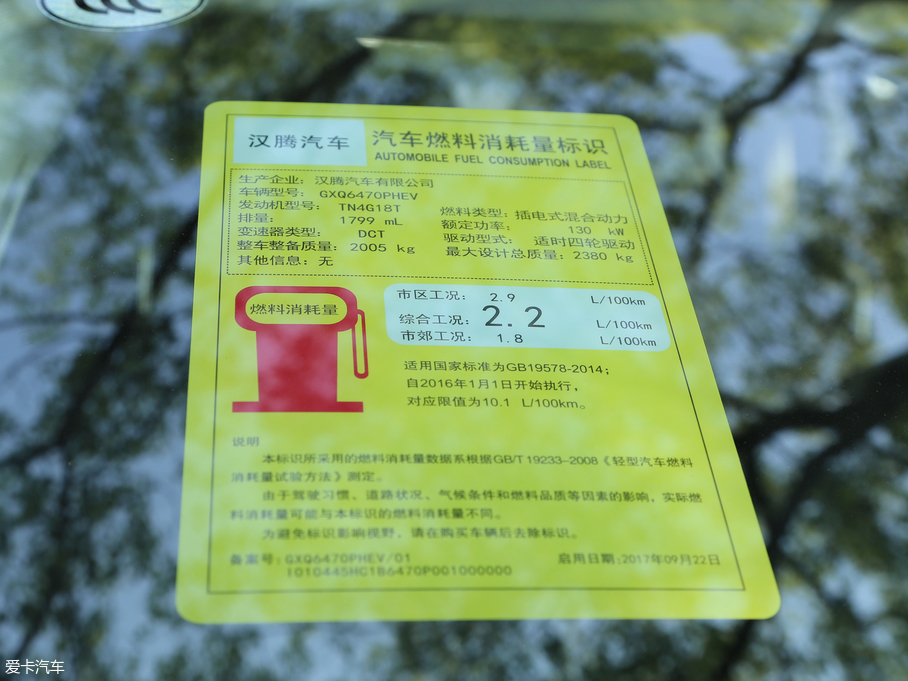 汉腾汽车 汽车燃料消耗量标识
AUTOMOBILE FUEL CONSUMPTION LABEL
生产企业：汉腾汽车有限公司
车辆型号：GXQ6470PHEV
发动机型号：TN4G18T 燃料类型：插电式混合动力
排量：1799 mL 额定功率：130 kW
变速器类型：DCT 驱动型式：适时四轮驱动
整车整备质量：2005 kg 最大设计总质量：2380 kg
其他信息：无
燃料消耗量
市区工况：2.9 L/100km
综合工况：2.2 L/100km
市郊工况：1.8 L/100km
适用国家标准为GB19578-2014；
自2016年1月1日开始执行，
对应限值为10.1 L/100km。
说明
本标识所采用的燃料消耗量数据系根据GB/T 19233-2008《轻型汽车燃料
消耗量试验方法》测定。
由于驾驶习惯、道路状况、气候条件和燃料品质等因素的影响，实际燃
料消耗量可能与本标识的燃料消耗量不同。
为避免标识影响视野，请在购买车辆后去除标识。
备案号：GXQ6470PHEV/01 启用日期：2017年09月22日
I010445HC1B6470P001000000
爱卡汽车